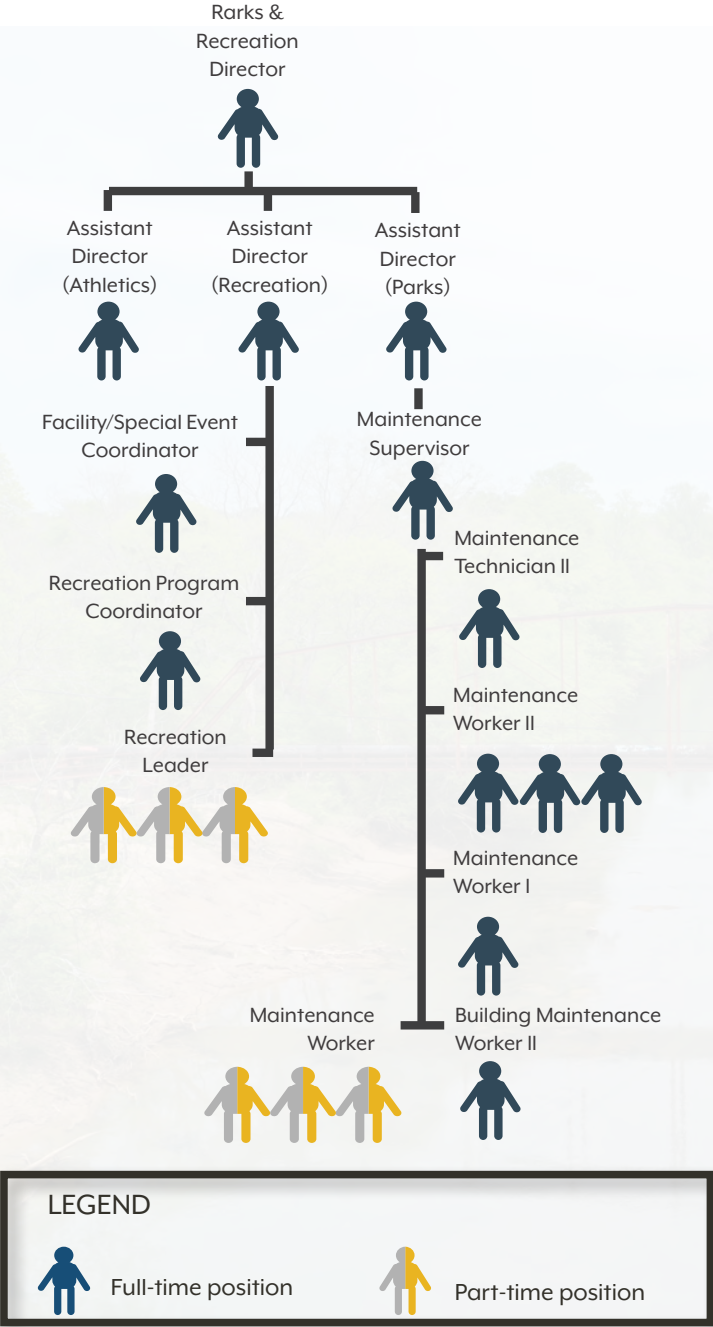 Rarks &
Recreation
Director
Assistant
Director
(Athletics)
Assistant
Director
(Recreation)
Assistant
Director
(Parks)
Facility/Special Event
Coordinator
Recreation Program
Coordinator
Recreation
Leader
Maintenance
Supervisor
Maintenance
Technician II
Maintenance
Worker II
Maintenance
Worker I
Maintenance
Worker
Building Maintenance
Worker II
LEGEND
Full-time position
Part-time position